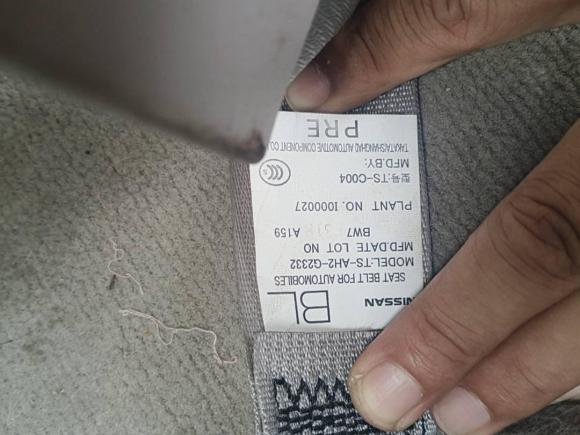 NISSAN BL
SEAT BELT FOR AUTOMOBILES
MODEL:TS-AH2-G2332
MFD.DATE LOT NO
BW7 A159
PLANT NO. I000027
型号:TS-C004
MFD.BY:
TAKATA(SHANGHAI) AUTOMOTIVE COMPONENT CO.
PRE